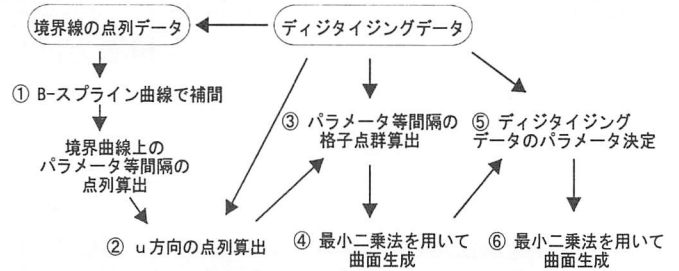 境界線の点列データ
ディジタイジングデータ
① B-スプライン曲線で補間
境界曲線上の
パラメータ等間隔の
点列算出
② u方向の点列算出
③ パラメータ等間隔の
格子点群算出
④ 最小二乗法を用いて
曲面生成
⑤ ディジタイジング
データのパラメータ決定
⑥ 最小二乗法を用いて
曲面生成